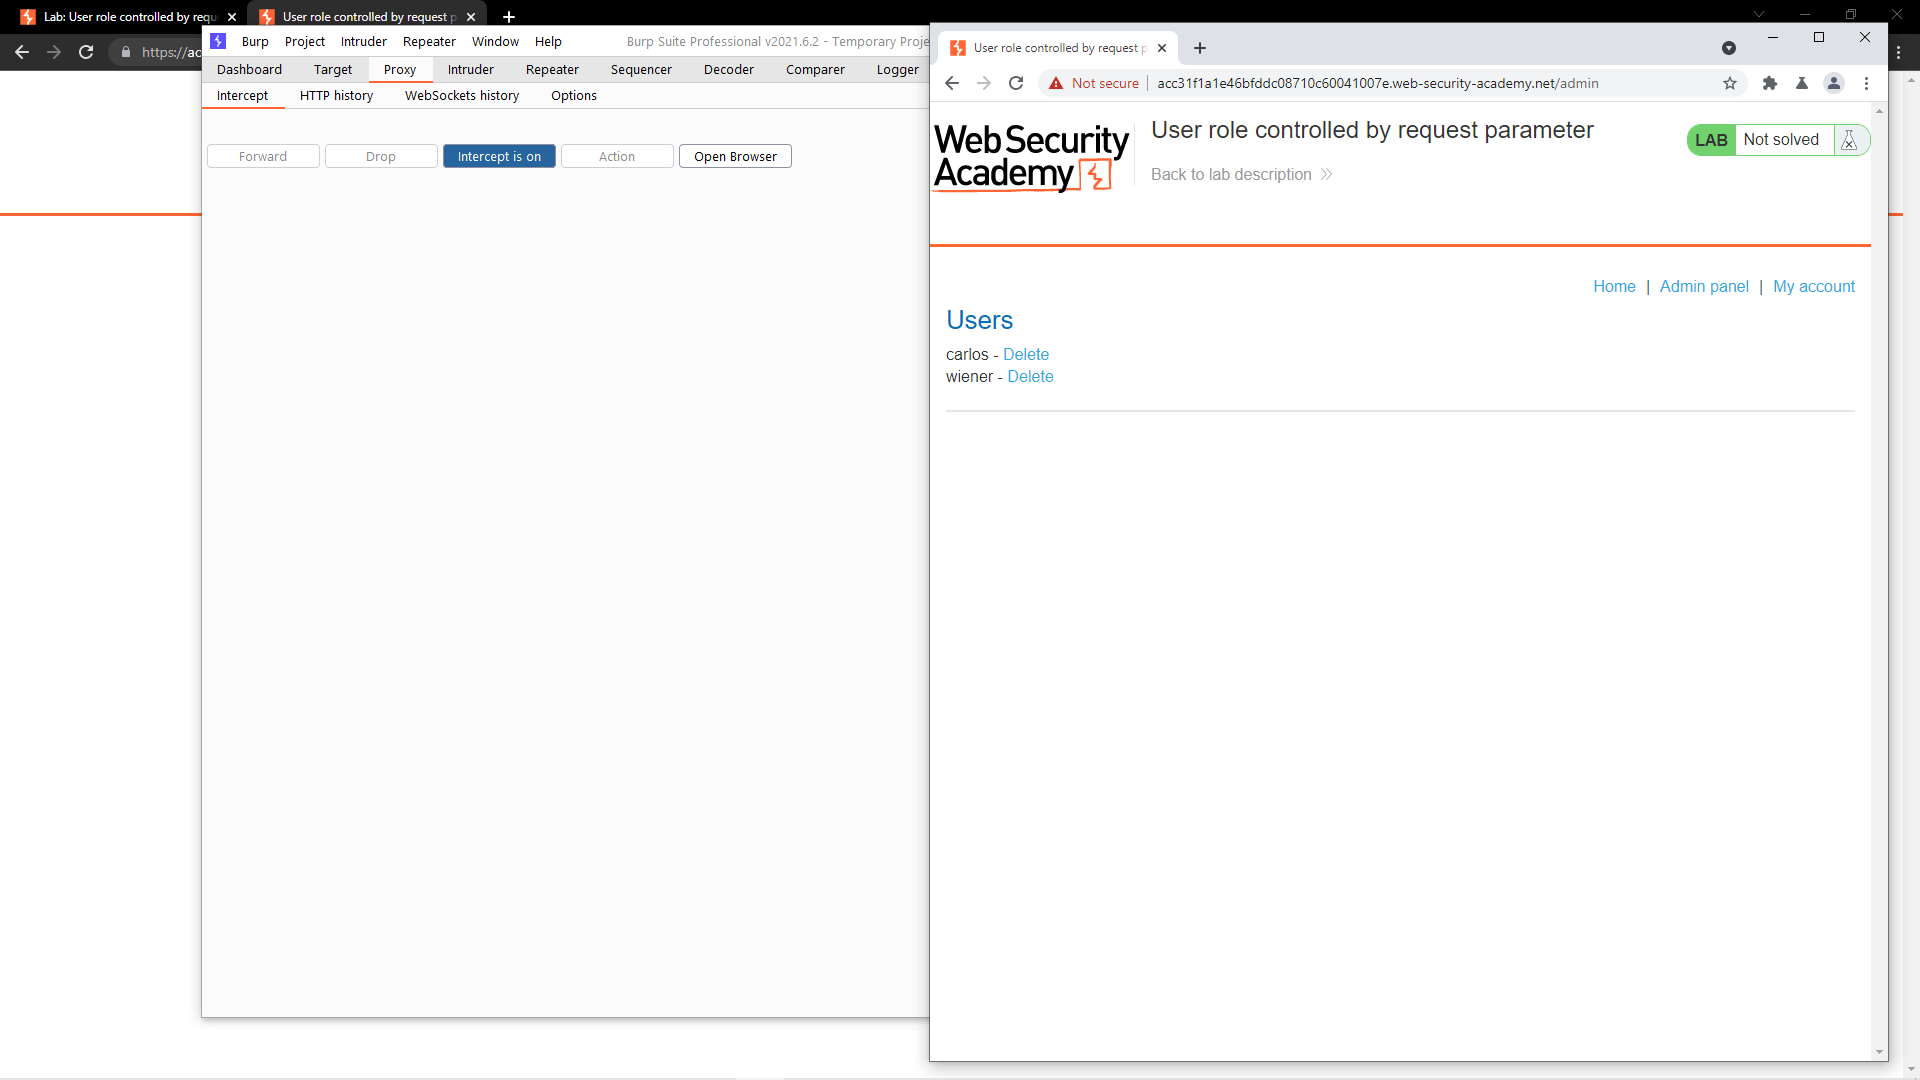 Lab: User role controlled by requ
User role controlled by request p
https://ac
Burp Project Intruder Repeater Window Help Burp Suite Professional v2021.6.2 - Temporary Proje
Dashboard Target Proxy Intruder Repeater Sequencer Decoder Comparer Logger
Intercept HTTP history WebSockets history Options
Forward Drop Intercept is on Action Open Browser
User role controlled by request p
Not secure acc31f1a1e46bfddc08710c60041007e.web-security-academy.net/admin
Web Security
Academy
User role controlled by request parameter
Back to lab description
LAB Not solved
Home | Admin panel | My account
Users
carlos - Delete
wiener - Delete